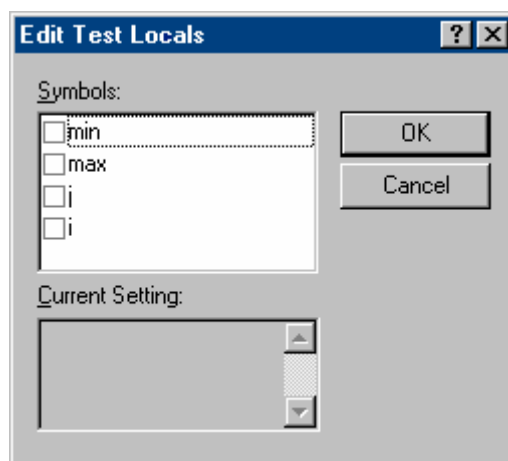 Edit Test Locals
Symbols:
min
max
j
i
OK
Cancel
Current Setting: